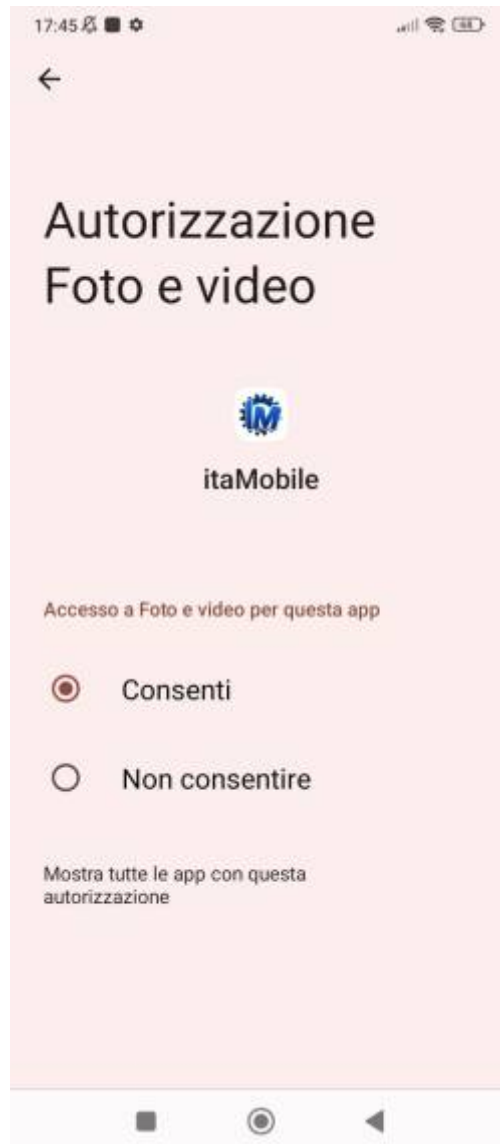 17:45
Autorizzazione
Foto e video
itaMobile
Accesso a Foto e video per questa app
Consenti
Non consentire
Mostra tutte le app con questa
autorizzazione